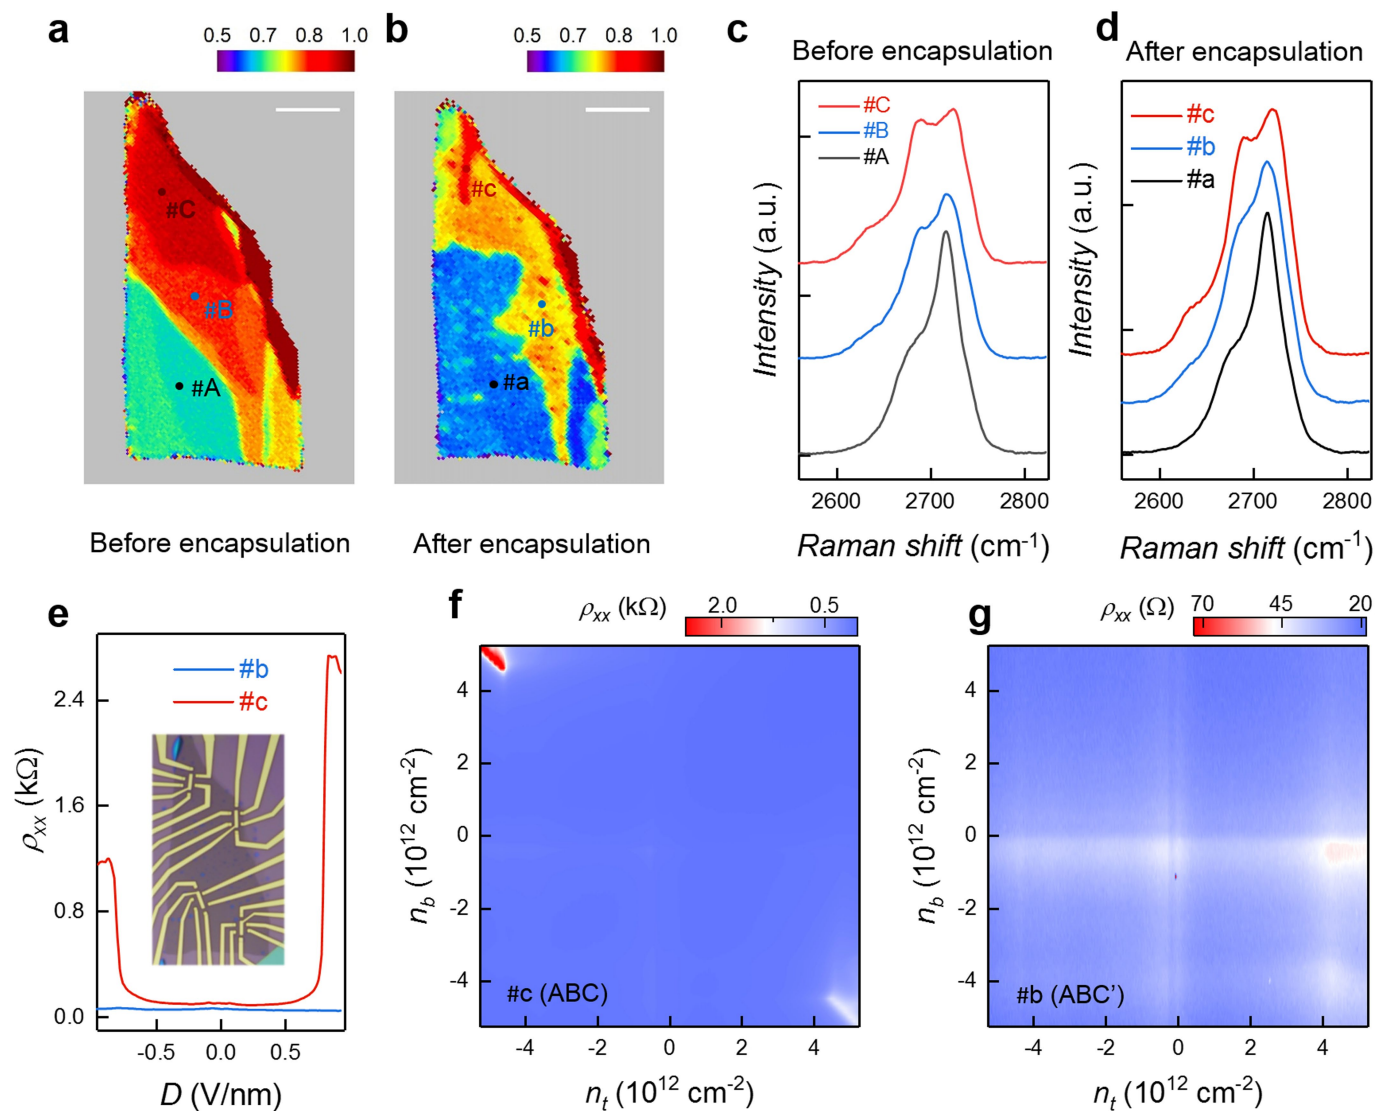 a
0.5 0.7 0.8 1.0
#C
#B
#A
Before encapsulation
b
0.5 0.7 0.8 1.0
#c
#b
#a
After encapsulation
c
Before encapsulation
#C
#B
#A
Intensity (a.u.)
2600 2700 2800
Raman shift (cm-1)
d
After encapsulation
#c
#b
#a
Intensity (a.u.)
2600 2700 2800
Raman shift (cm-1)
e
#b
#c
2.4
1.6
0.8
0.0
ρxx (kΩ)
-0.5 0.0 0.5
D (V/nm)
f
ρxx (kΩ) 2.0 0.5
4
2
0
-2
-4
nb (10¹² cm-2)
#c (ABC)
-4 -2 0 2 4
nt (10¹² cm-2)
g
ρxx (Ω) 70 45 20
4
2
0
-2
-4
nb (10¹² cm-2)
#b (ABC’)
-4 -2 0 2 4
nt (10¹² cm-2)